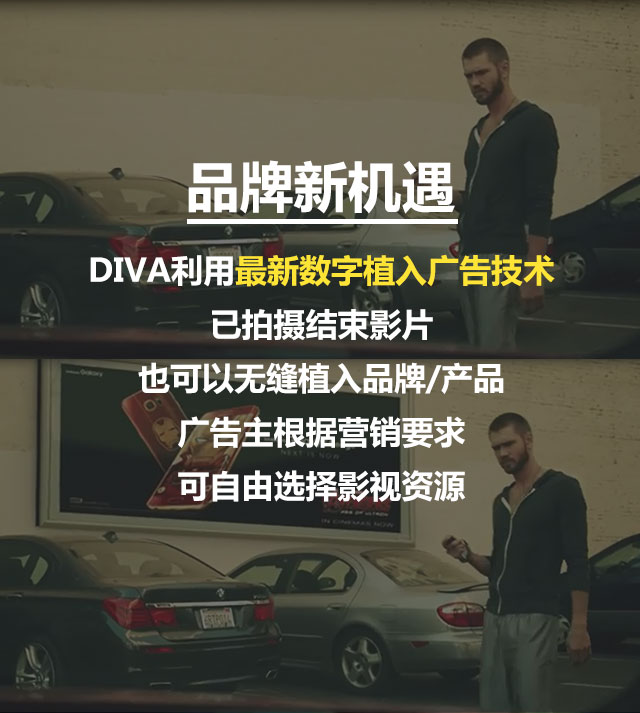 品牌新机遇
DIVA利用最新数字植入广告技术
已拍摄结束影片
也可以无缝植入品牌/产品
广告主根据营销要求
可自由选择影视资源
Galaxy
NEXT IS NOW
AGE OF ULTRON
IN CINEMAS NOW